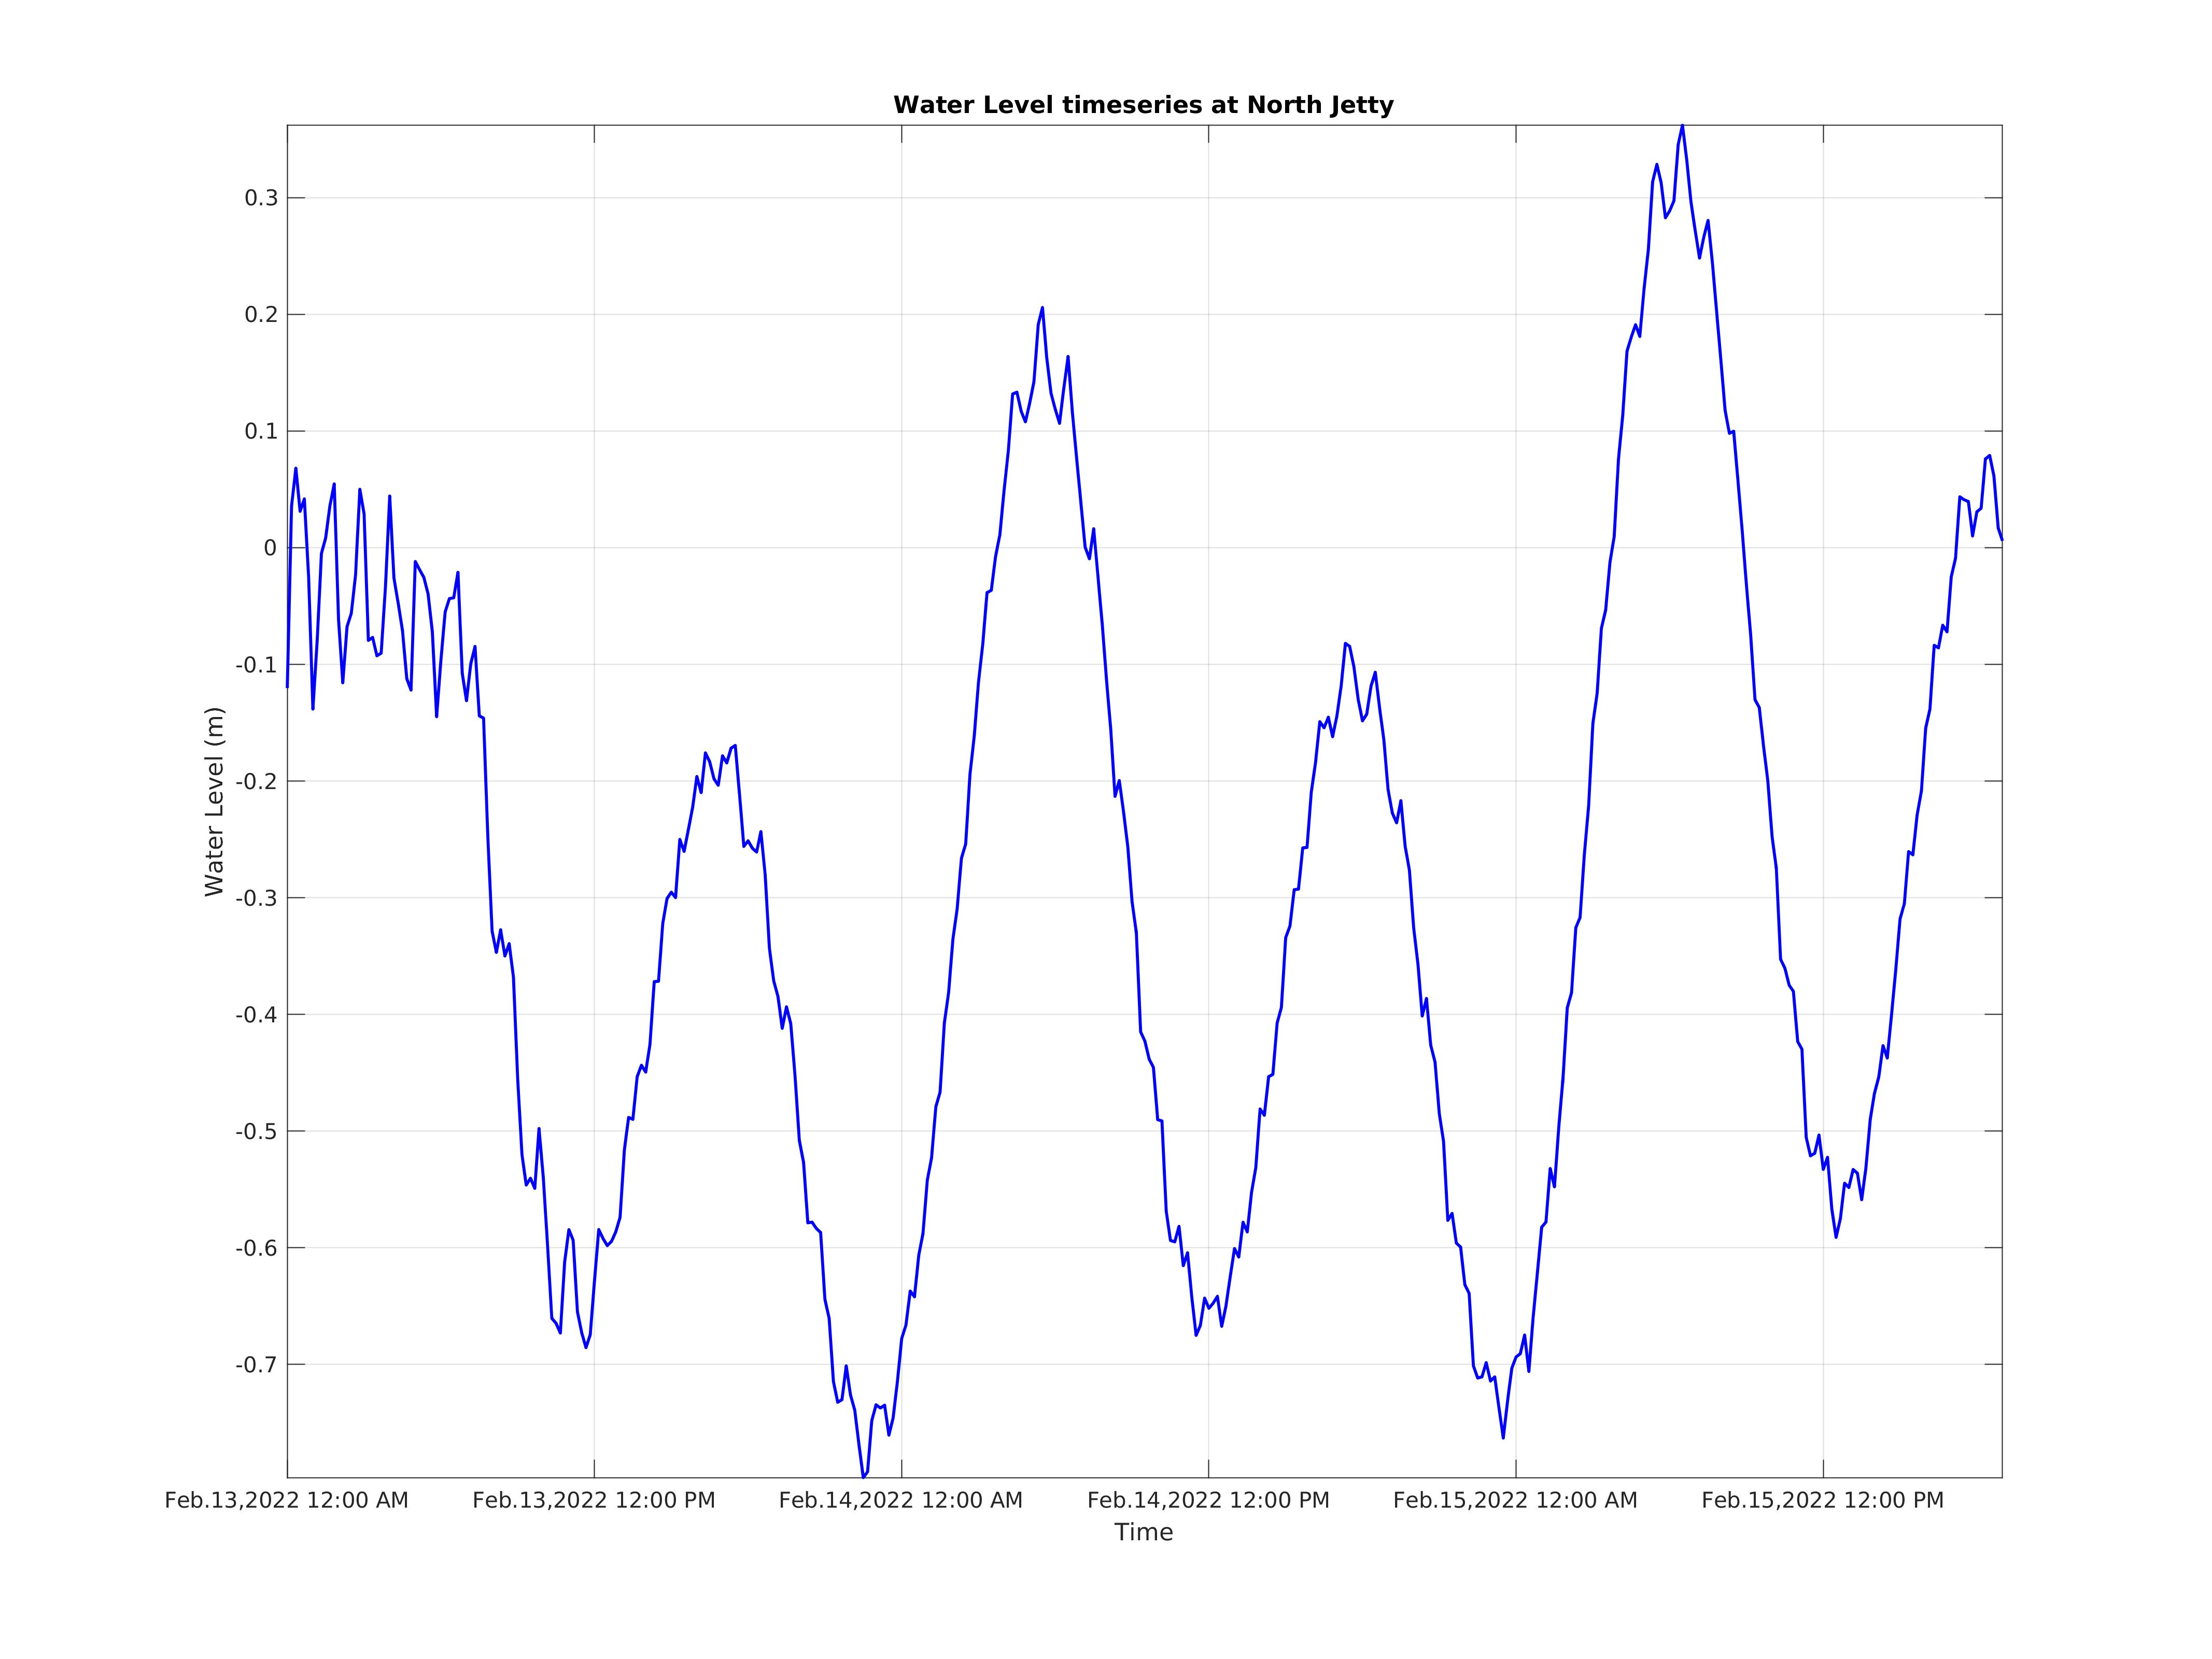 Water Level timeseries at North Jetty
0.3
0.2
0.1
0
-0.1
-0.2
-0.3
-0.4
-0.5
-0.6
-0.7
Water Level (m)
Feb.13,2022 12:00 AM Feb.13,2022 12:00 PM Feb.14,2022 12:00 AM Feb.14,2022 12:00 PM Feb.15,2022 12:00 AM Feb.15,2022 12:00 PM
Time